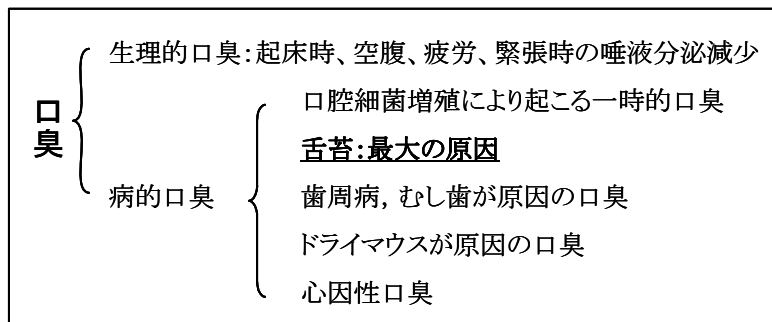 口臭
生理的口臭：起床時、空腹、疲労、緊張時の唾液分泌減少
病的口臭
口腔細菌増殖により起こる一時的口臭
舌苔：最大の原因
歯周病，むし歯が原因の口臭
ドライマウスが原因の口臭
心因性口臭